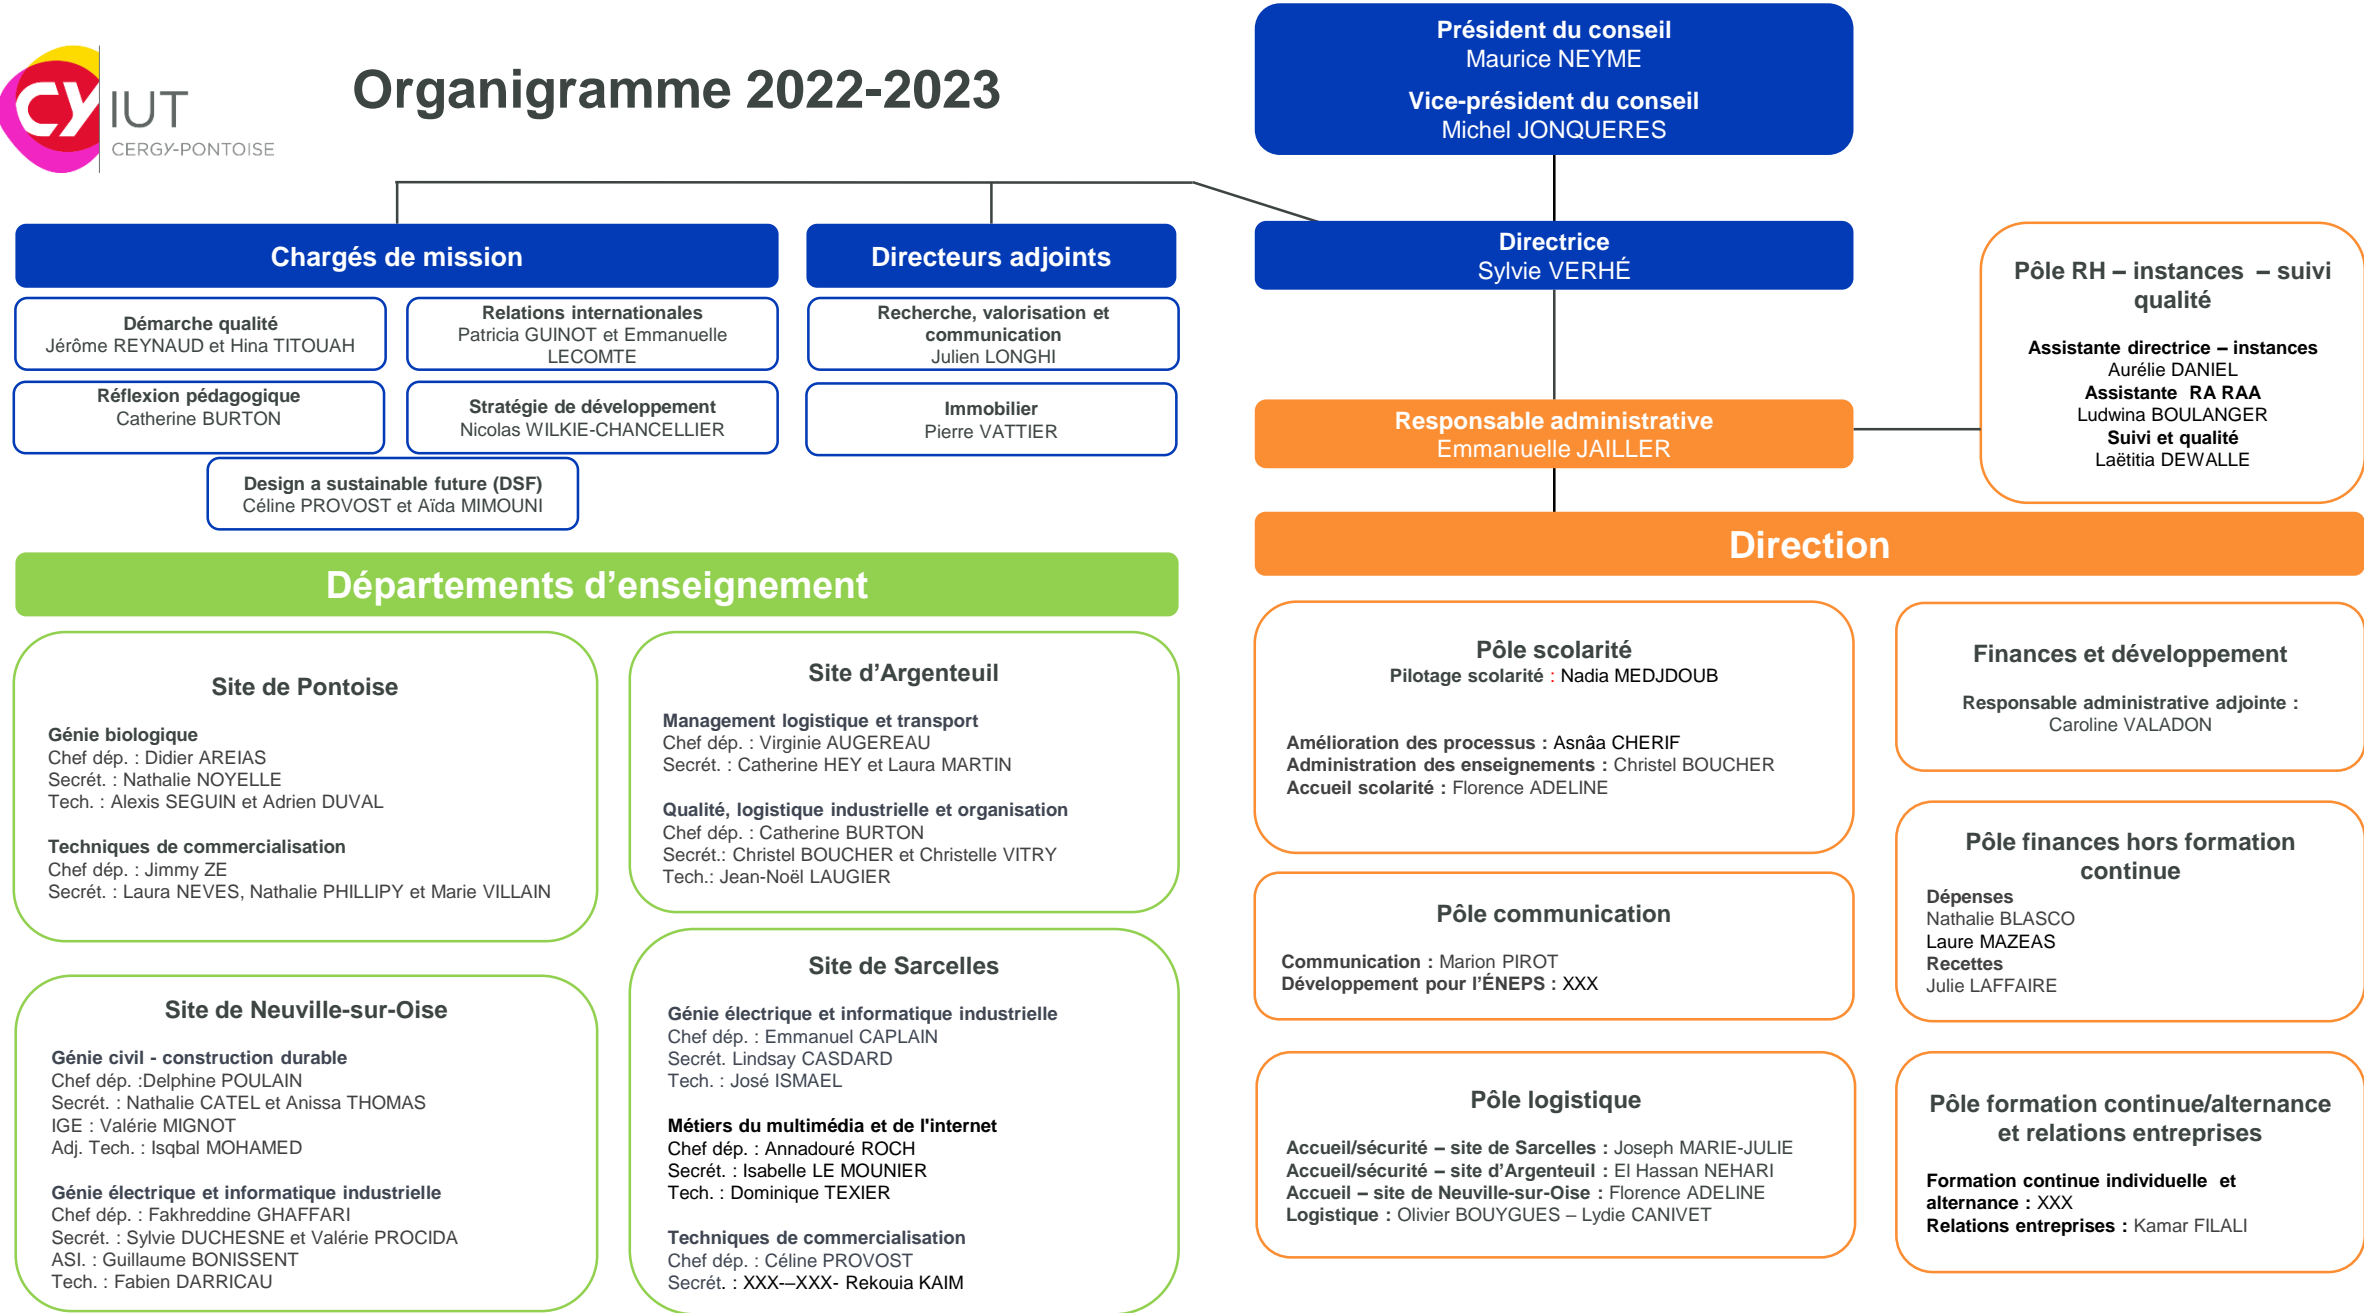 CY
IUT
CERGY-PONTOISE
Organigramme 2022-2023
Président du conseil
Maurice NEYME
Vice-président du conseil
Michel JONQUERES
Chargés de mission
Directeurs adjoints
Directrice
Sylvie VERHÉ
Démarche qualité
Jérôme REYNAUD et Hina TITOUAH
Relations internationales
Patricia GUINOT et Emmanuelle
LECOMTE
Réflexion pédagogique
Catherine BURTON
Stratégie de développement
Nicolas WILKIE-CHANCELLIER
Design a sustainable future (DSF)
Céline PROVOST et Aïda MIMOUNI
Recherche, valorisation et
communication
Julien LONGHI
Immobilier
Pierre VATTIER
Responsable administrative
Emmanuelle JAILLER
Pôle RH – instances – suivi
qualité
Assistante directrice – instances
Aurélie DANIEL
Assistante RA RAA
Ludwina BOULANGER
Suivi et qualité
Laëtitia DEWALLE
Départements d’enseignement
Site de Pontoise
Génie biologique
Chef dép. : Didier AREIAS
Secrét. : Nathalie NOYELLE
Tech. : Alexis SEGUIN et Adrien DUVAL
Techniques de commercialisation
Chef dép. : Jimmy ZE
Secrét. : Laura NEVES, Nathalie PHILLIPY et Marie VILLAIN
Site de Neuville-sur-Oise
Génie civil - construction durable
Chef dép. :Delphine POULAIN
Secrét. : Nathalie CATEL et Anissa THOMAS
IGE : Valérie MIGNOT
Adj. Tech. : Isqbal MOHAMED
Génie électrique et informatique industrielle
Chef dép. : Fakhreddine GHAFFARI
Secrét. : Sylvie DUCHESNE et Valérie PROCIDA
ASI. : Guillaume BONISSENT
Tech. : Fabien DARRICAU
Site d’Argenteuil
Management logistique et transport
Chef dép. : Virginie AUGEREAU
Secrét. : Catherine HEY et Laura MARTIN
Qualité, logistique industrielle et organisation
Chef dép. : Catherine BURTON
Secrét.: Christel BOUCHER et Christelle VITRY
Tech.: Jean-Noël LAUGIER
Site de Sarcelles
Génie électrique et informatique industrielle
Chef dép. : Emmanuel CAPLAIN
Secrét. Lindsay CASDARD
Tech. : José ISMAEL
Métiers du multimédia et de l'internet
Chef dép. : Annadouré ROCH
Secrét. : Isabelle LE MOUNIER
Tech. : Dominique TEXIER
Techniques de commercialisation
Chef dép. : Céline PROVOST
Secrét. : XXX-–XXX- Rekouia KAIM
Direction
Pôle scolarité
Pilotage scolarité : Nadia MEDJDOUB
Amélioration des processus : Asnâa CHERIF
Administration des enseignements : Christel BOUCHER
Accueil scolarité : Florence ADELINE
Pôle communication
Communication : Marion PIROT
Développement pour l’ÉNEPS : XXX
Pôle logistique
Accueil/sécurité – site de Sarcelles : Joseph MARIE-JULIE
Accueil/sécurité – site d’Argenteuil : El Hassan NEHARI
Accueil – site de Neuville-sur-Oise : Florence ADELINE
Logistique : Olivier BOUYGUES – Lydie CANIVET
Finances et développement
Responsable administrative adjointe :
Caroline VALADON
Pôle finances hors formation
continue
Dépenses
Nathalie BLASCO
Laure MAZEAS
Recettes
Julie LAFFAIRE
Pôle formation continue/alternance
et relations entreprises
Formation continue individuelle et
alternance : XXX
Relations entreprises : Kamar FILALI